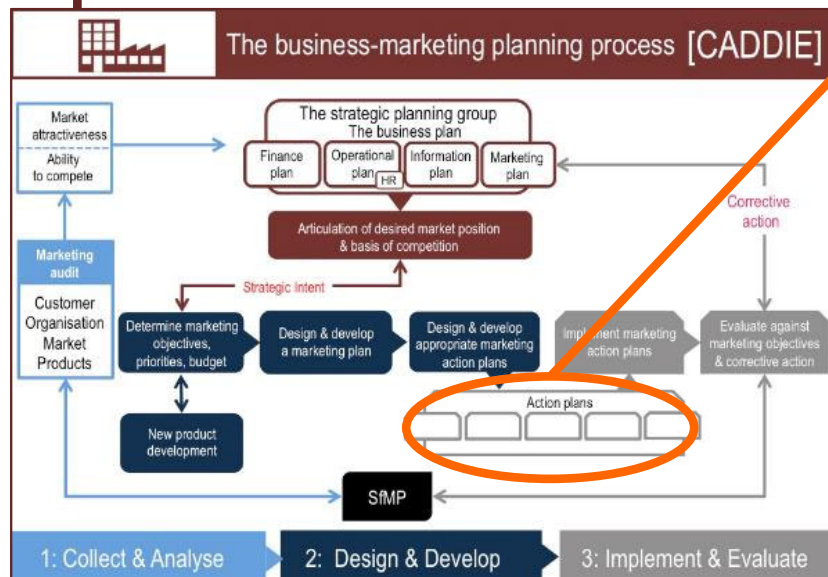 The business-marketing planning process [CADDIE]
Market
attractiveness
Ability
to compete
The strategic planning group
The business plan
Finance
plan
Operational
plan
HR
Information
plan
Marketing
plan
Corrective
action
Articulation of desired market position
& basis of competition
Marketing
audit
Customer
Organisation
Market
Products
Strategic Intent
Determine marketing
objectives,
priorities, budget
Design & develop
a marketing plan
Design & develop
appropriate marketing
action plans
Implement marketing
action plans
Evaluate against
marketing objectives
& corrective action
Action plans
New product
development
SfMP
1: Collect & Analyse
2: Design & Develop
3: Implement & Evaluate